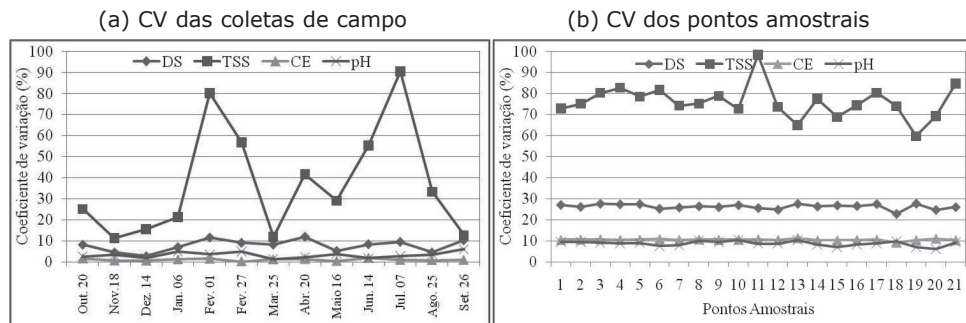 (a) CV das coletas de campo
(b) CV dos pontos amostrais
Coeficiente de variação (%)
100
90
80
70
60
50
40
30
20
10
0
DS TSS CE pH
Out. 20
Nov.18
Dez. 14
Jan. 06
Fev. 01
Fev. 27
Mar. 25
Abr. 20
Maio 16
Jun. 14
Jul. 07
Ago. 25
Set. 26
Coeficiente de variação (%)
100
90
80
70
60
50
40
30
20
10
0
DS TSS CE pH
1 2 3 4 5 6 7 8 9 10 11 12 13 14 15 16 17 18 19 20 21
Pontos Amostrais